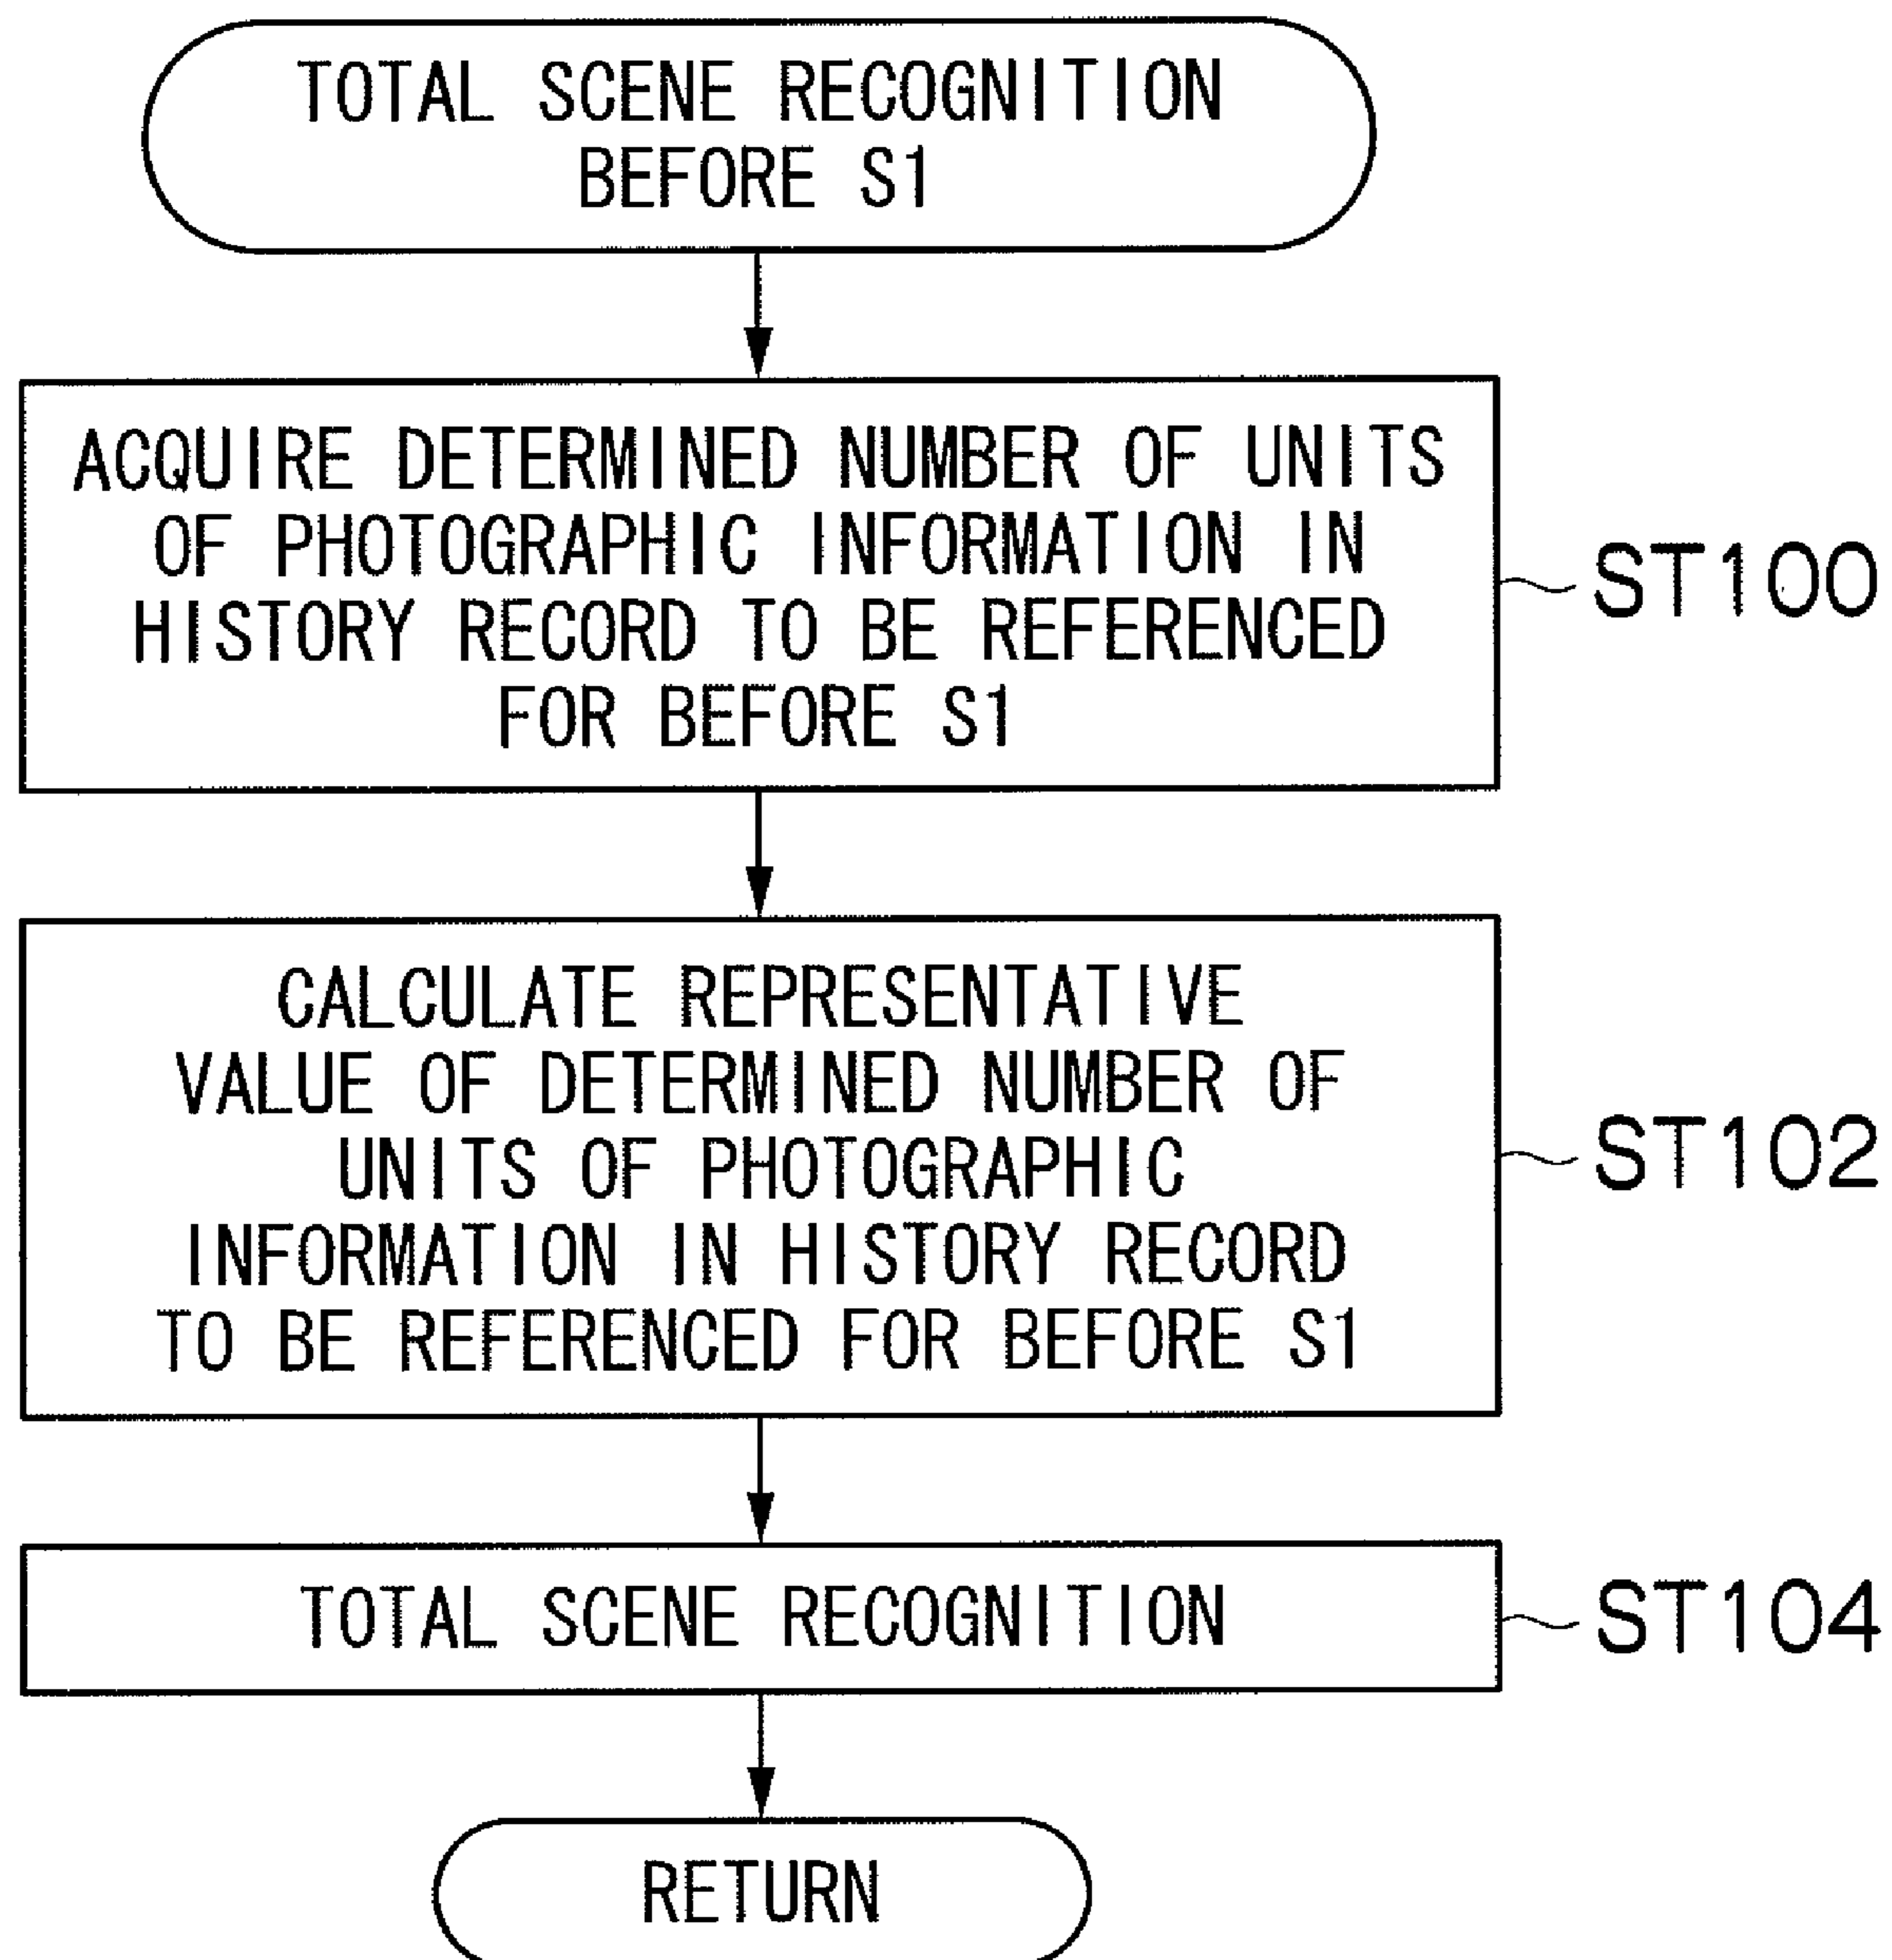 TOTAL SCENE RECOGNITION
BEFORE S1
ACQUIRE DETERMINED NUMBER OF UNITS
OF PHOTOGRAPHIC INFORMATION IN
HISTORY RECORD TO BE REFERENCED
FOR BEFORE S1
ST100
CALCULATE REPRESENTATIVE
VALUE OF DETERMINED NUMBER OF
UNITS OF PHOTOGRAPHIC
INFORMATION IN HISTORY RECORD
TO BE REFERENCED FOR BEFORE S1
ST102
TOTAL SCENE RECOGNITION
ST104
RETURN